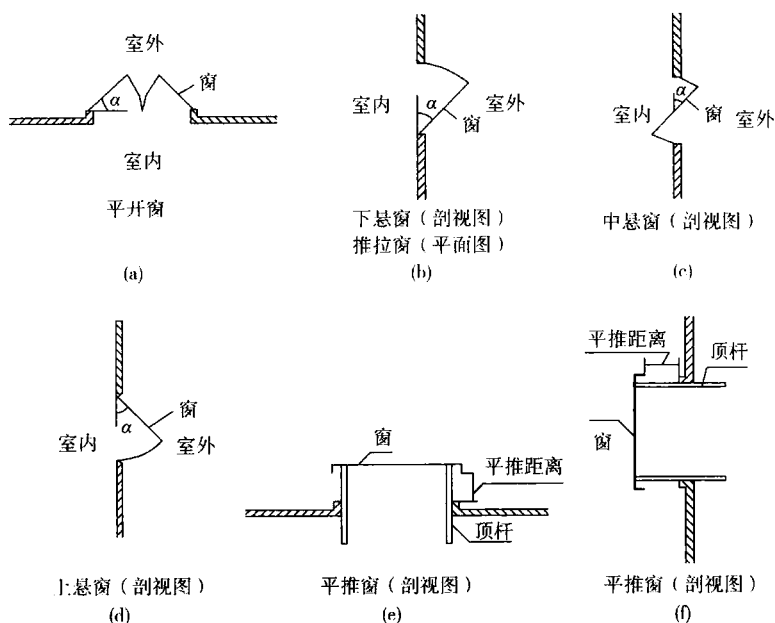 室外
窗
α
室内
平开窗
(a)
室内
α
室外
窗
下悬窗（剖视图）
推拉窗（平面图）
(b)
α
室内
窗
室外
中悬窗（剖视图）
(c)
窗
α
室内
室外
上悬窗（剖视图）
(d)
窗
平推距离
顶杆
平推窗（剖视图）
(e)
平推距离
顶杆
窗
平推窗（剖视图）
(f)